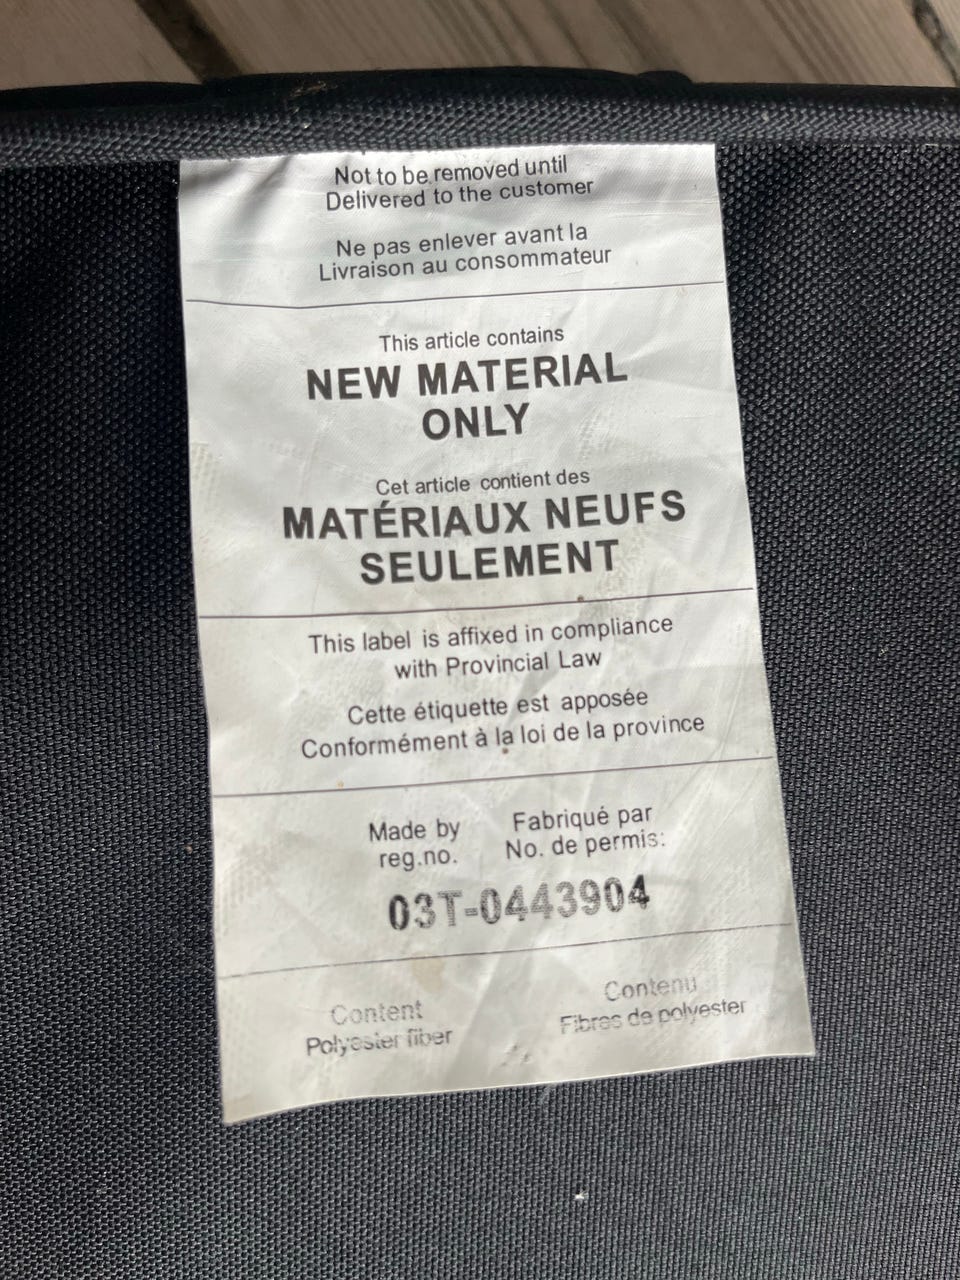 Not to be removed until
Delivered to the customer
Ne pas enlever avant la
Livraison au consommateur
This article contains
NEW MATERIAL
ONLY
Cet article contient des
MATÉRIAUX NEUFS
SEULEMENT
This label is affixed in compliance
with Provincial Law
Cette étiquette est apposée
Conformément à la loi de la province
Made by
reg.no.
Fabriqué par
No. de permis:
03T-0443904
Content
Polyester fiber
Contenu
Fibres de polyester